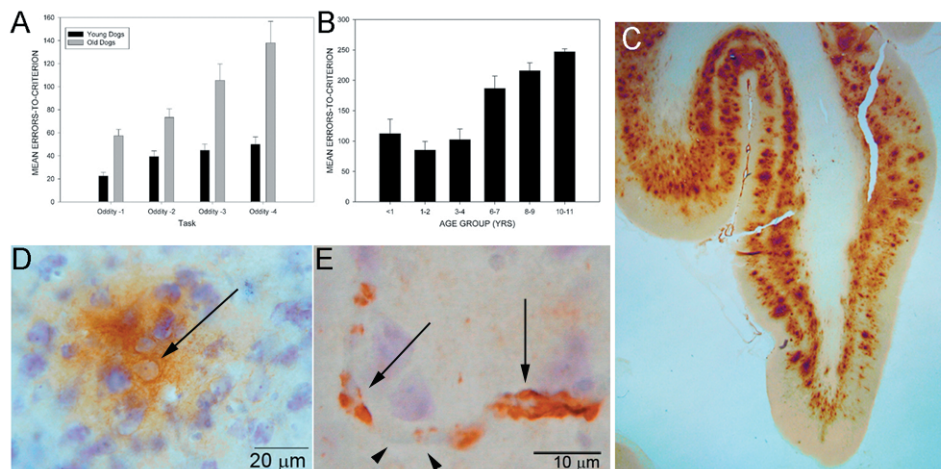 A
MEAN ERRORS-TO-CRITERION
160
140
120
100
80
60
40
20
0
Young Dogs
Old Dogs
Oddity -1
Oddity -2
Oddity -3
Oddity -4
Task
B
MEAN ERRORS-TO-CRITERION
300
250
200
150
100
50
0
<1
1-2
3-4
6-7
8-9
10-11
AGE GROUP (YRS)
C
D
20 μm
E
10 μm